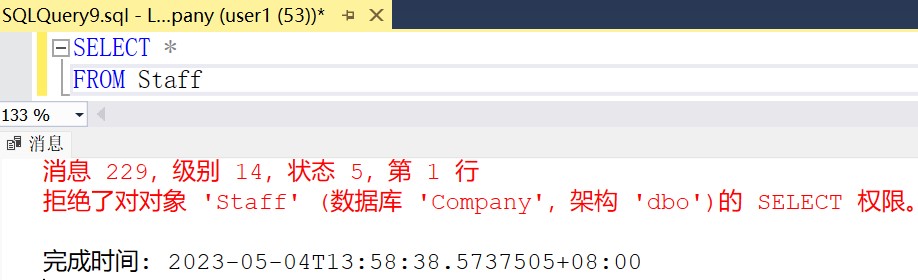 SQLQuery9.sql - L...pany (user1 (53))*
SELECT *
FROM Staff
133 %
消息
消息 229, 级别 14, 状态 5, 第 1 行
拒绝了对对象 'Staff' (数据库 'Company', 架构 'dbo')的 SELECT 权限。
完成时间: 2023-05-04T13:58:38.5737505+08:00